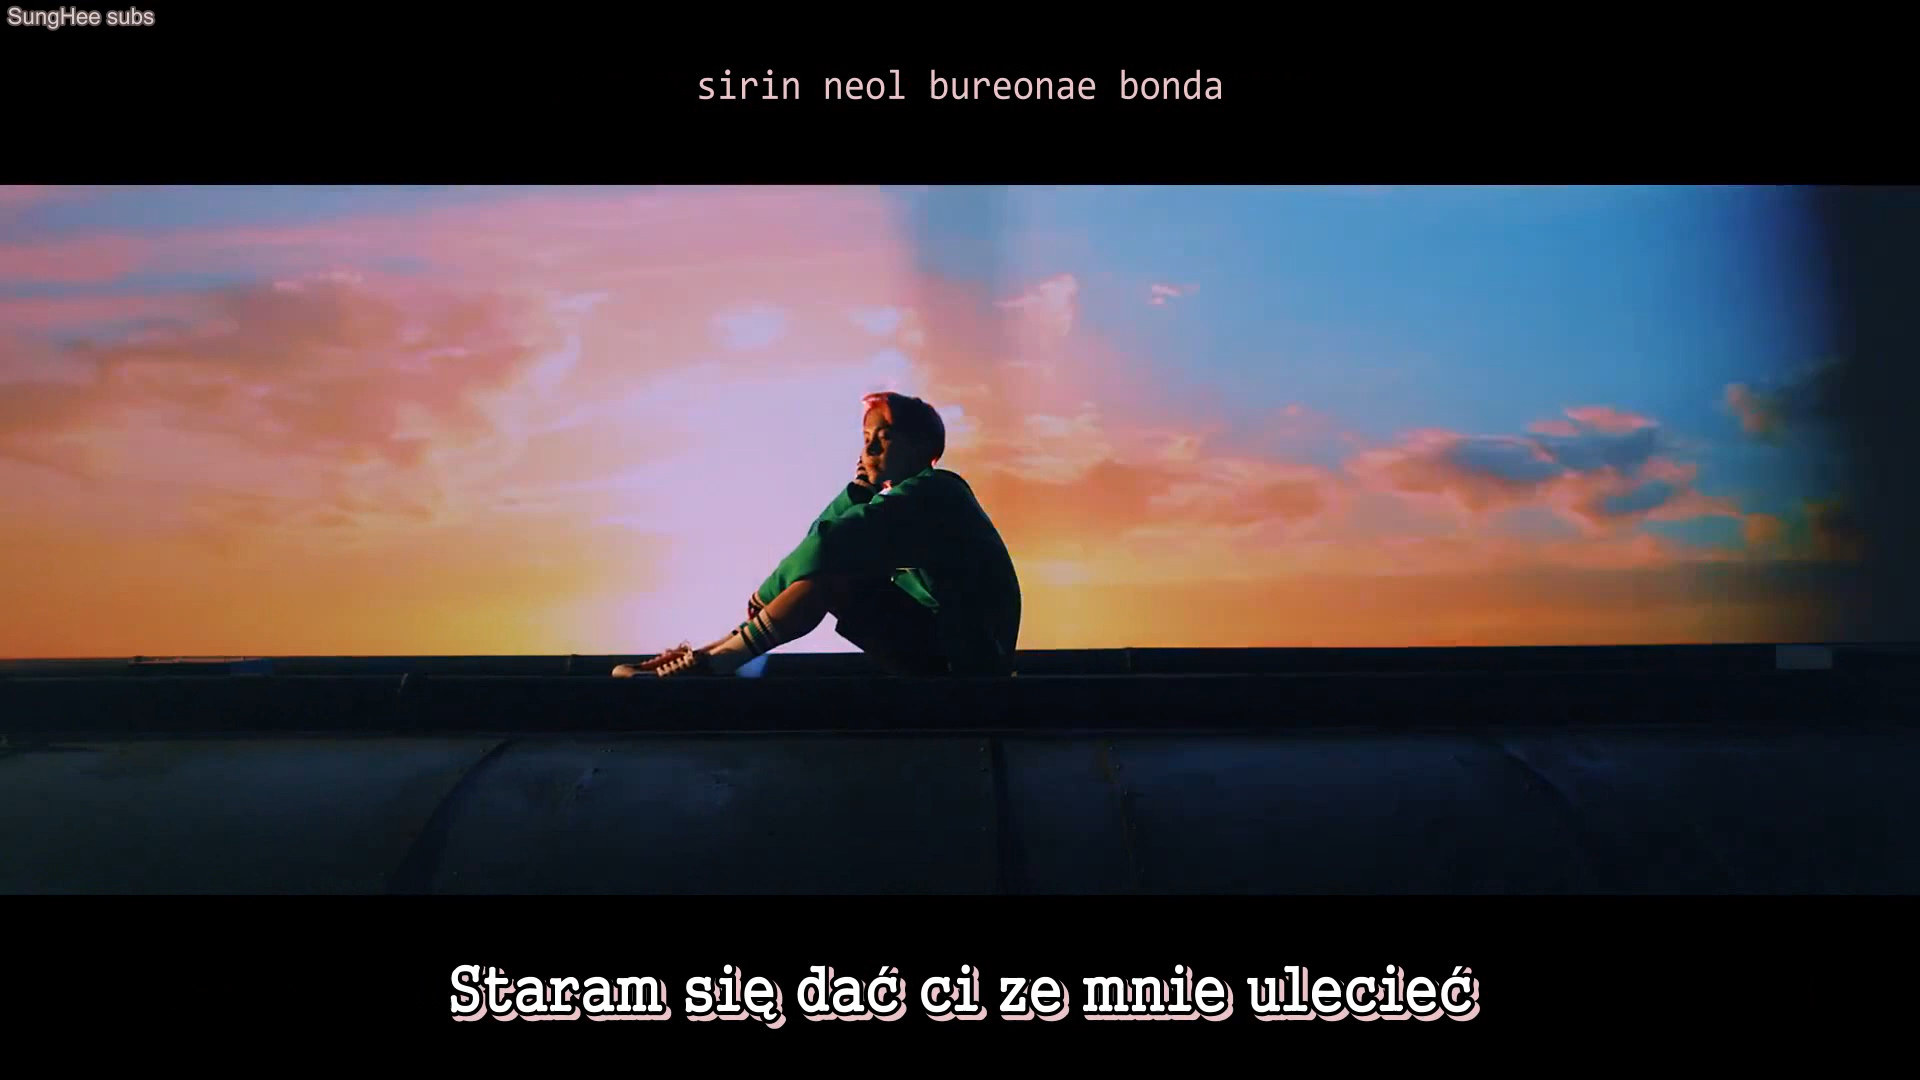 SungHee subs
sirin neol bureonae bonda
Staram się dać ci ze mnie ulecieć